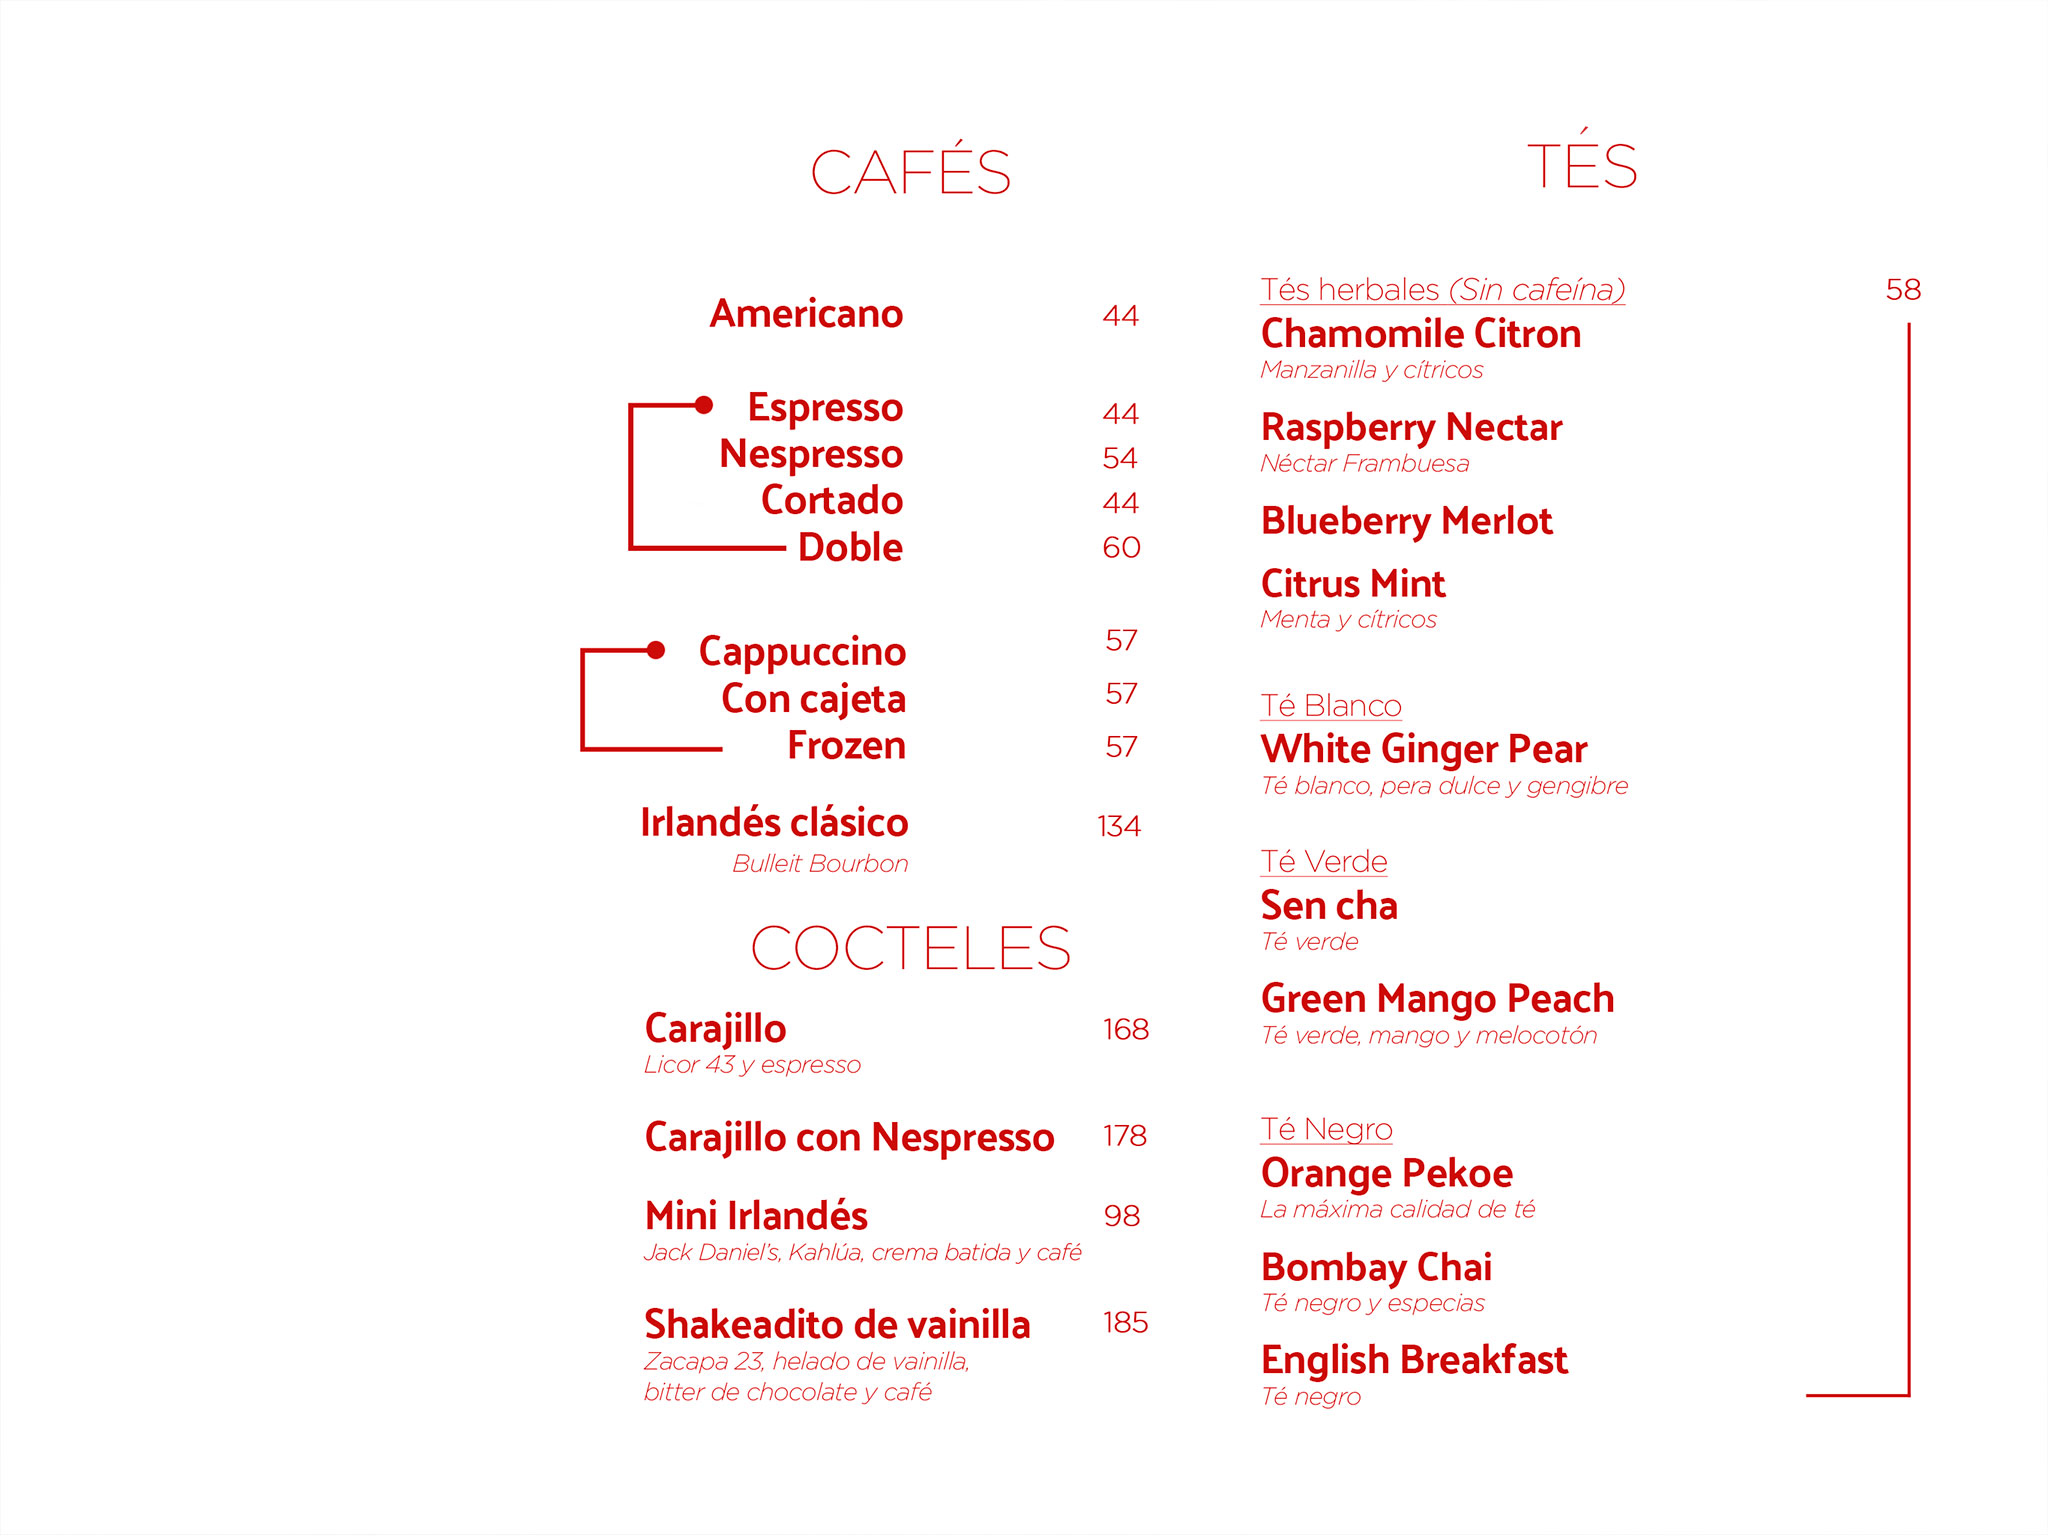 CAFÉS
Americano 44
Espresso 44
Nespresso 54
Cortado 44
Doble 60
Cappuccino 57
Con cajeta 57
Frozen 57
Irlandés clásico 134
Bulleit Bourbon
COCTELES
Carajillo 168
Licor 43 y espresso
Carajillo con Nespresso 178
Mini Irlandés 98
Jack Daniel's, Kahlúa, crema batida y café
Shakeadito de vainilla 185
Zacapa 23, helado de vainilla,
bitter de chocolate y café
TÉS
Tés herbales (Sin cafeína) 58
Chamomile Citron
Manzanilla y cítricos
Raspberry Nectar
Néctar Frambuesa
Blueberry Merlot
Citrus Mint
Menta y cítricos
Té Blanco
White Ginger Pear
Té blanco, pera dulce y gengibre
Té Verde
Sen cha
Té verde
Green Mango Peach
Té verde, mango y melocotón
Té Negro
Orange Pekoe
La máxima calidad de té
Bombay Chai
Té negro y especias
English Breakfast
Té negro